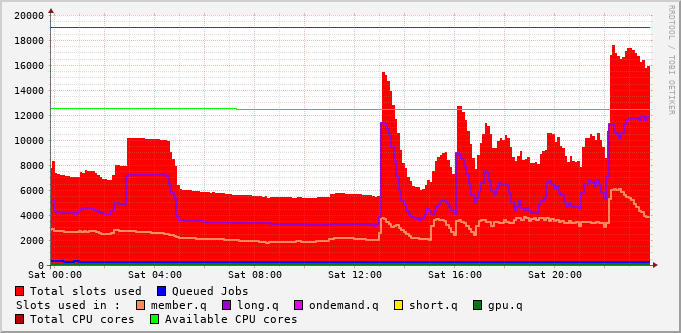 20000
18000
16000
14000
12000
10000
8000
6000
4000
2000
0
Sat 00:00 Sat 04:00 Sat 08:00 Sat 12:00 Sat 16:00 Sat 20:00
Total slots used Queued Jobs
Slots used in : member.q long.q ondemand.q short.q gpu.q
Total CPU cores Available CPU cores
RRDTOOL / TOBI OETIKER